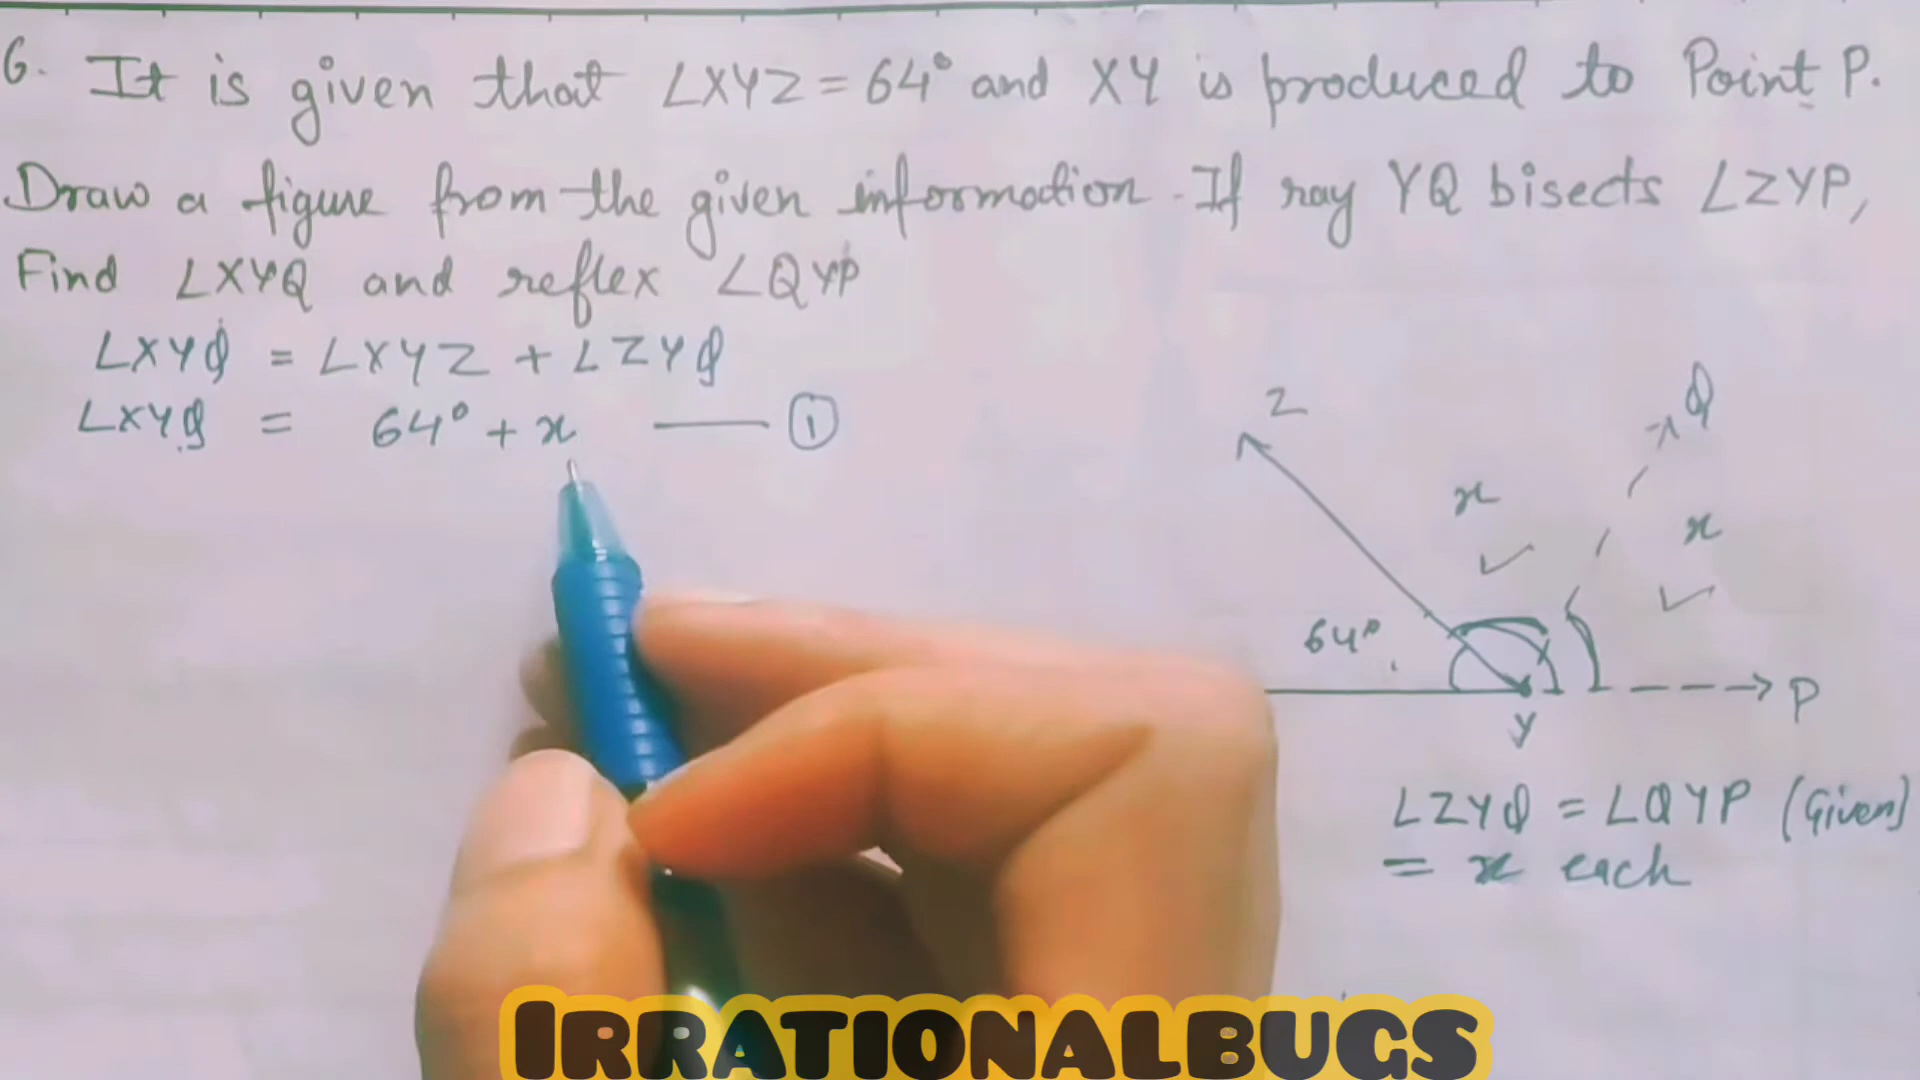 6. It is given that ∠XYZ = 64° and XY is produced to Point P.
Draw a figure from the given information. If ray YQ bisects ∠ZYP,
Find ∠XYQ and reflex ∠QYP
∠XYQ = ∠XYZ + ∠ZYQ
∠XYQ = 64° + x —— ①
Z
Q
x
x
64°
P
Y
∠ZYQ = ∠QYP (Given)
= x each
IRRATIONALBUGS